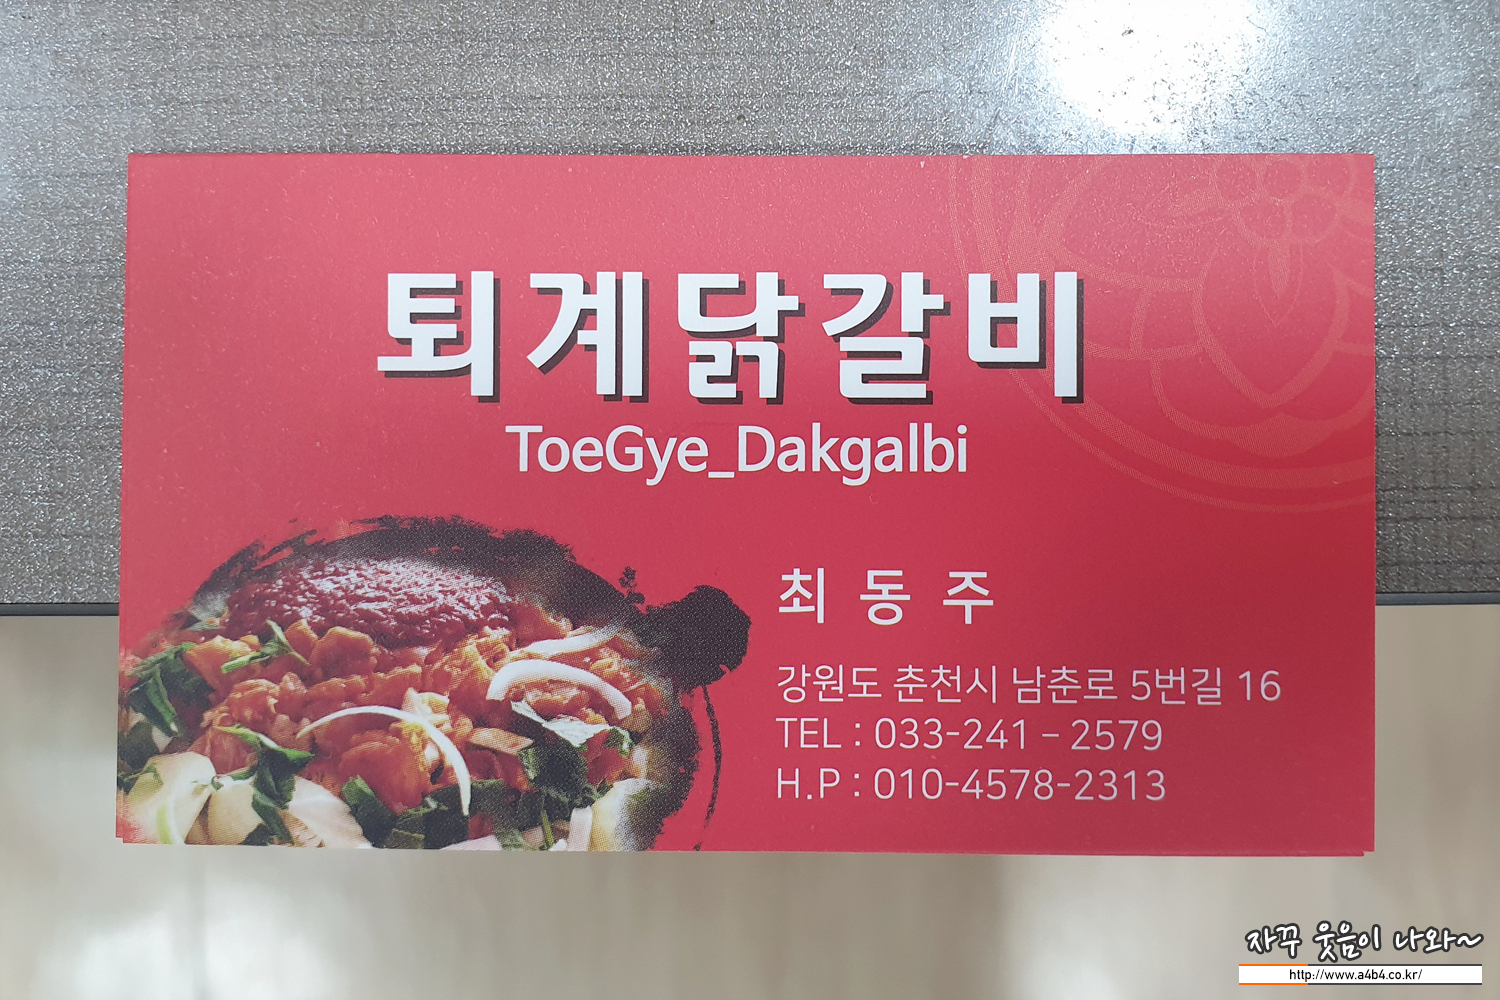 퇴계닭갈비
ToeGye_Dakgalbi
최 동 주
강원도 춘천시 남춘로 5번길 16
TEL : 033-241 - 2579
H.P : 010-4578-2313
자꾸 웃음이 나와~
http://www.a4b4.co.kr/